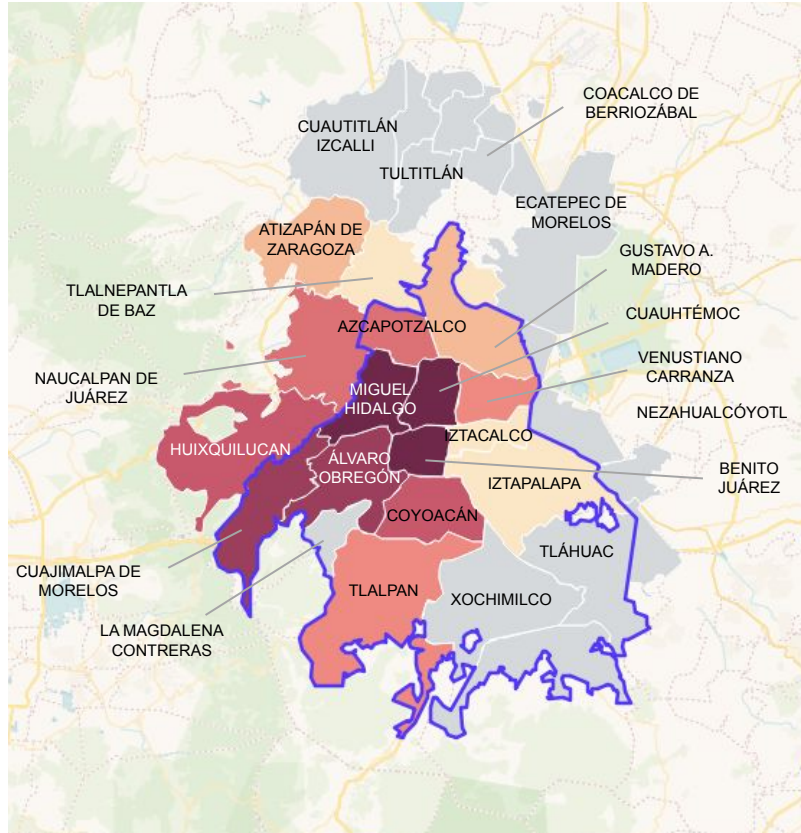 COACALCO DE
BERRIOZÁBAL
CUAUTITLÁN
IZCALLI
TULTITLÁN
ECATEPEC DE
MORELOS
ATIZAPÁN DE
ZARAGOZA
GUSTAVO A.
MADERO
TLALNEPANTLA
DE BAZ
CUAUHTÉMOC
AZCAPOTZALCO
VENUSTIANO
CARRANZA
NAUCALPAN DE
JUÁREZ
MIGUEL
HIDALGO
NEZAHUALCÓYOTL
HUIXQUILUCAN
IZTACALCO
ÁLVARO
OBREGÓN
BENITO
JUÁREZ
IZTAPALAPA
COYOACÁN
TLÁHUAC
CUAJIMALPA DE
MORELOS
TLALPAN
XOCHIMILCO
LA MAGDALENA
CONTRERAS